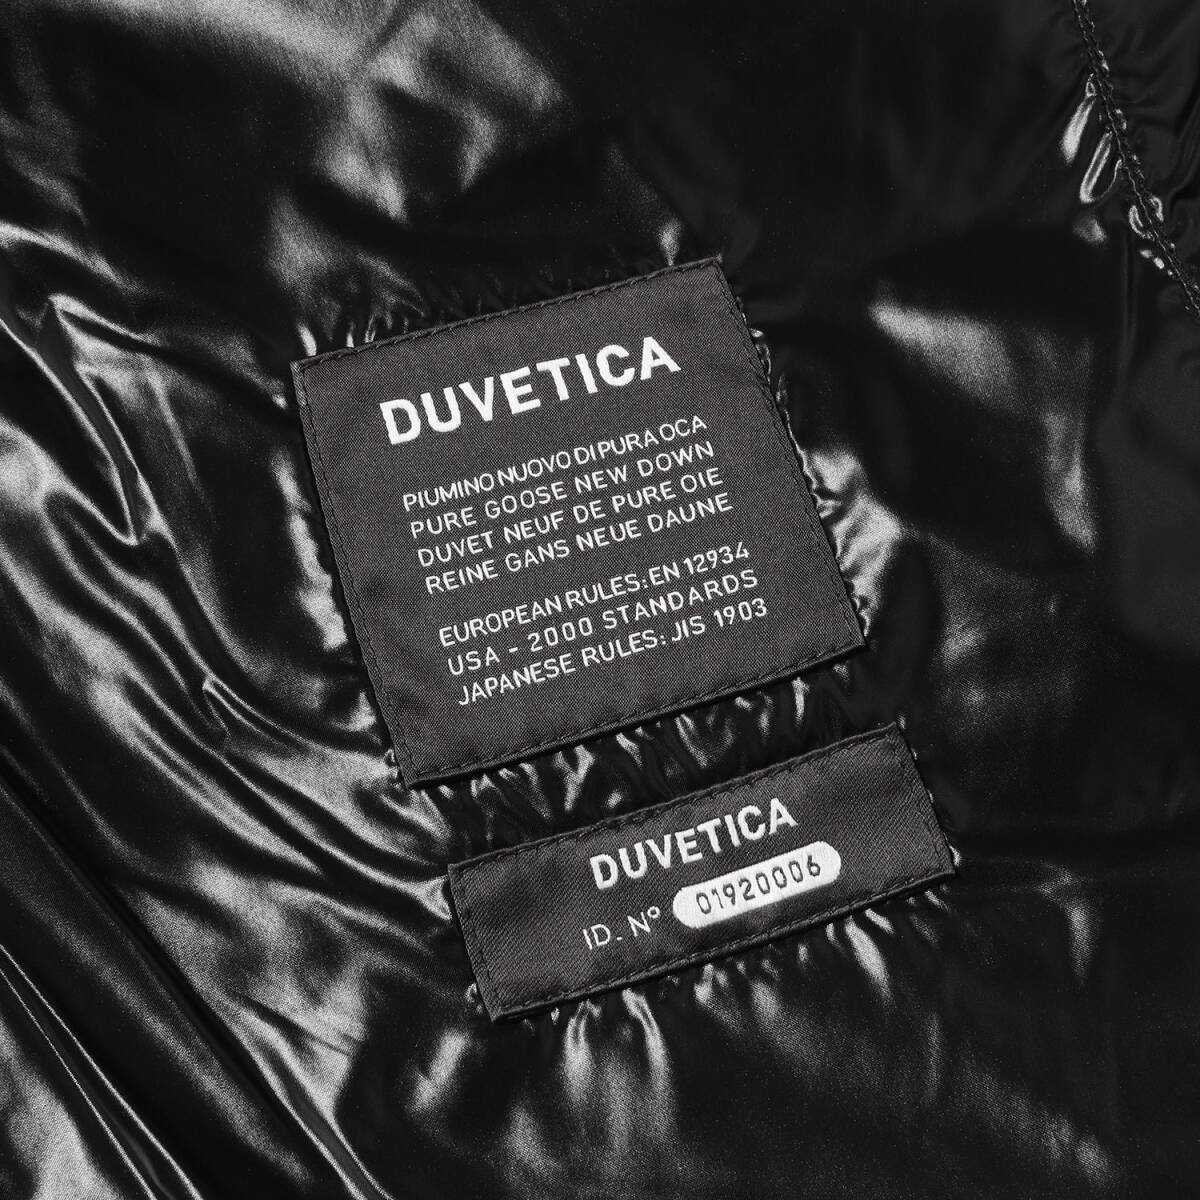 DUVETICA
PIUMINO NUOVO DI PURA OCA
PURE GOOSE NEW DOWN
DUVET NEUF DE PURE OIE
REINE GANS NEUE DAUNE
EUROPEAN RULES: EN 12934
USA - 2000 STANDARDS
JAPANESE RULES: JIS 1903
DUVETICA
ID. Nº 01920006